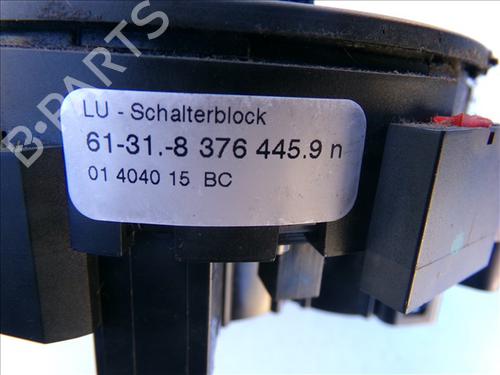 B-PARTS
LU - Schalterblock
61-31.-8 376 445.9 n
01 4040 15 BC